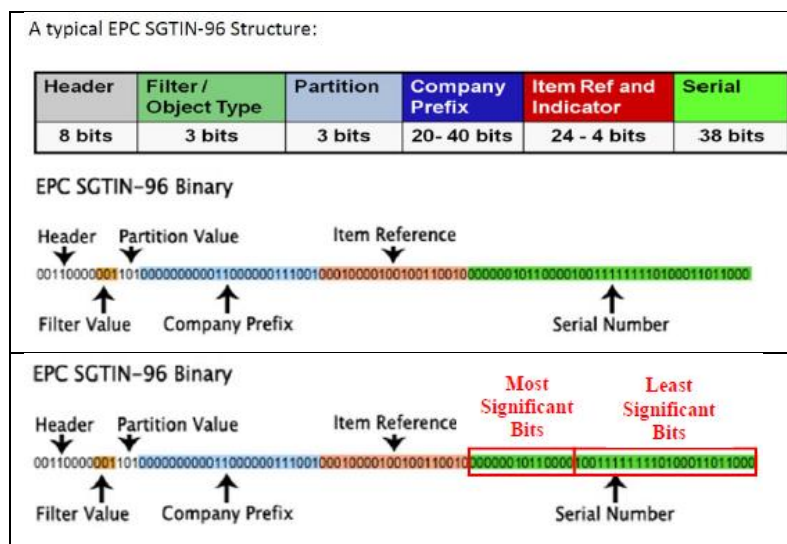 A typical EPC SGTIN-96 Structure:
Header Filter / Object Type Partition Company Prefix Item Ref and Indicator Serial
8 bits 3 bits 3 bits 20- 40 bits 24 - 4 bits 38 bits
EPC SGTIN-96 Binary
Header Partition Value Item Reference
001100000011010000000000110000001110010001000010010011001000000010110000100111111110100011011000
Filter Value Company Prefix Serial Number
EPC SGTIN-96 Binary
Most Significant Bits
Least Significant Bits
Header Partition Value Item Reference
001100000011010000000000110000001110010001000010010011001000000010110000100111111110100011011000
Filter Value Company Prefix Serial Number